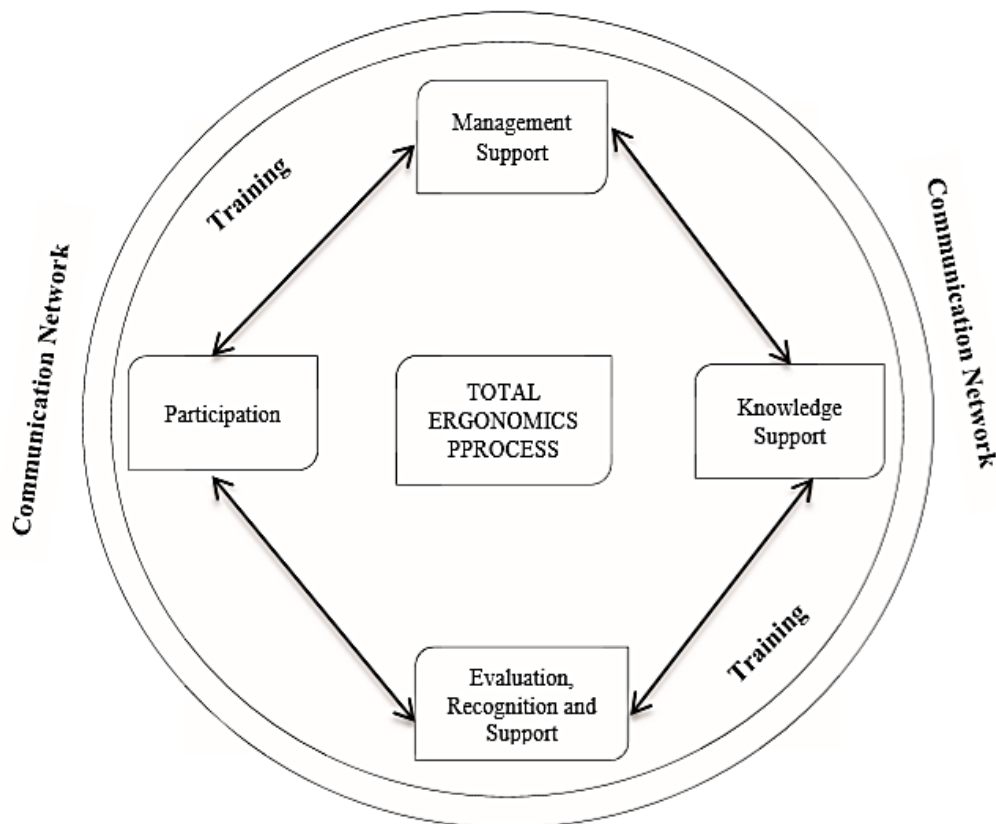 Management
Support
Training
Communication Network
Communication Network
Participation
TOTAL
ERGONOMICS
PPROCESS
Knowledge
Support
Training
Evaluation,
Recognition and
Support